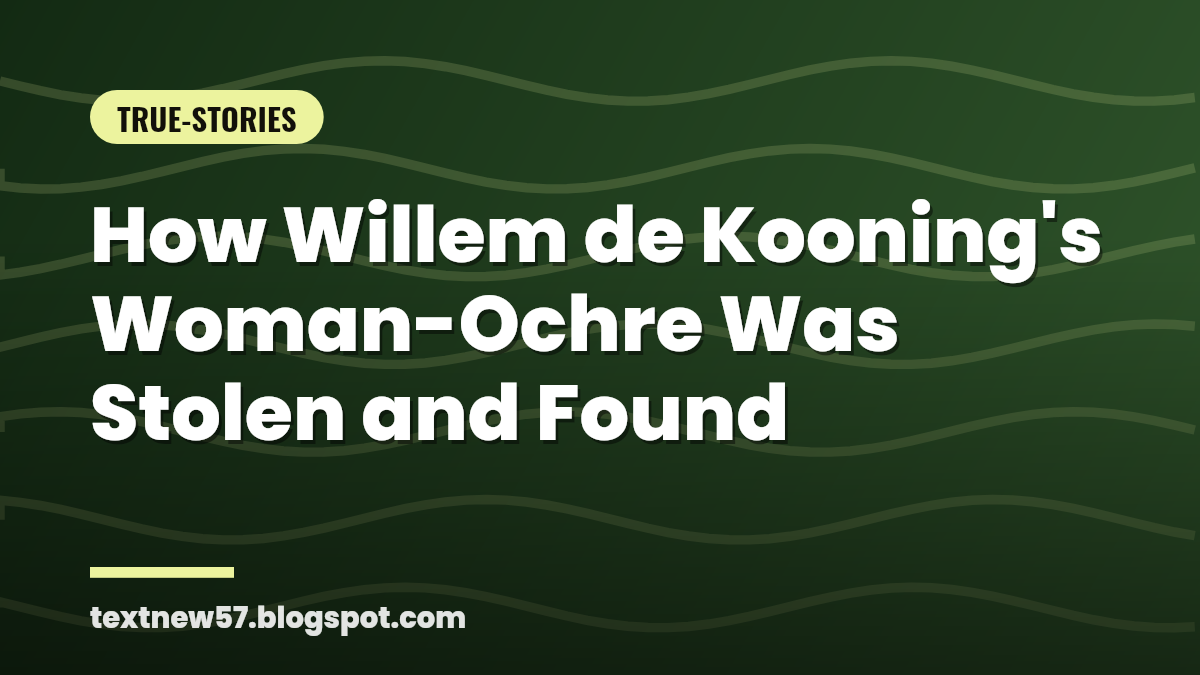 TRUE-STORIES
How Willem de Kooning's
Woman-Ochre Was
Stolen and Found
textnew57.blogspot.com